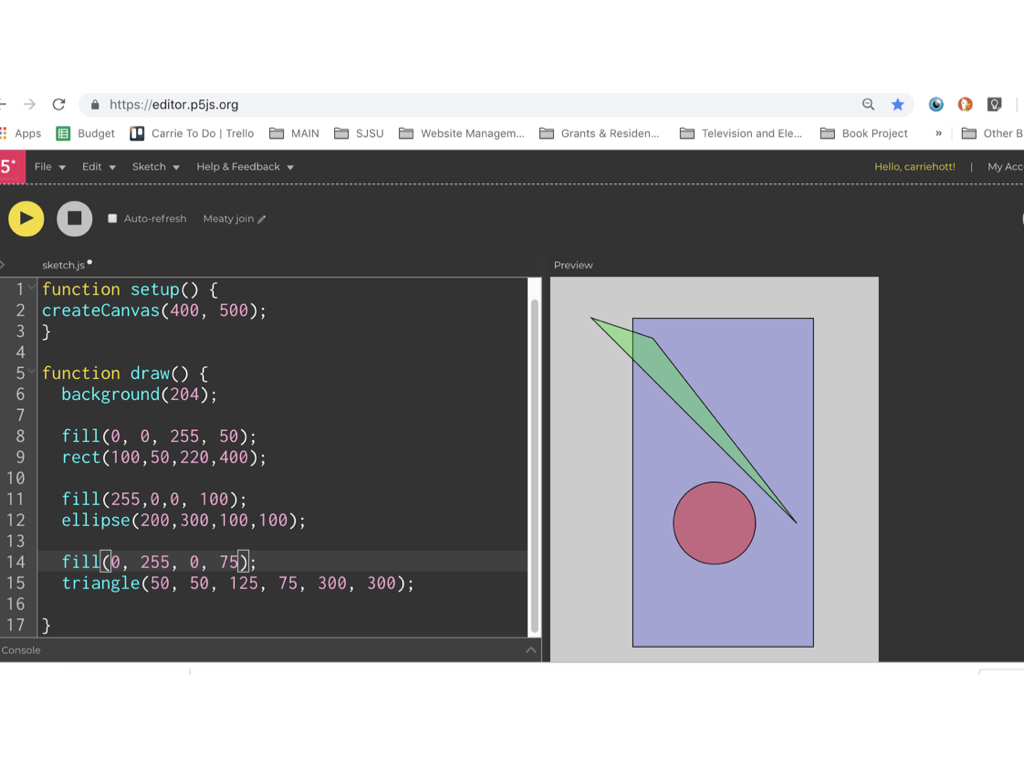 https://editor.p5js.org
Apps Budget Carrie To Do | Trello MAIN SJSU Website Managem... Grants & Residen... Television and Ele... Book Project » Other B
5* File Edit Sketch Help & Feedback Hello, carriehott! | My Acc
Auto-refresh Meaty join
sketch.js Preview
1 function setup() {
2 createCanvas(400, 500);
3 }
4
5 function draw() {
6 background(204);
7
8 fill(0, 0, 255, 50);
9 rect(100,50,220,400);
10
11 fill(255,0,0, 100);
12 ellipse(200,300,100,100);
13
14 fill(0, 255, 0, 75);
15 triangle(50, 50, 125, 75, 300, 300);
16
17 }
Console